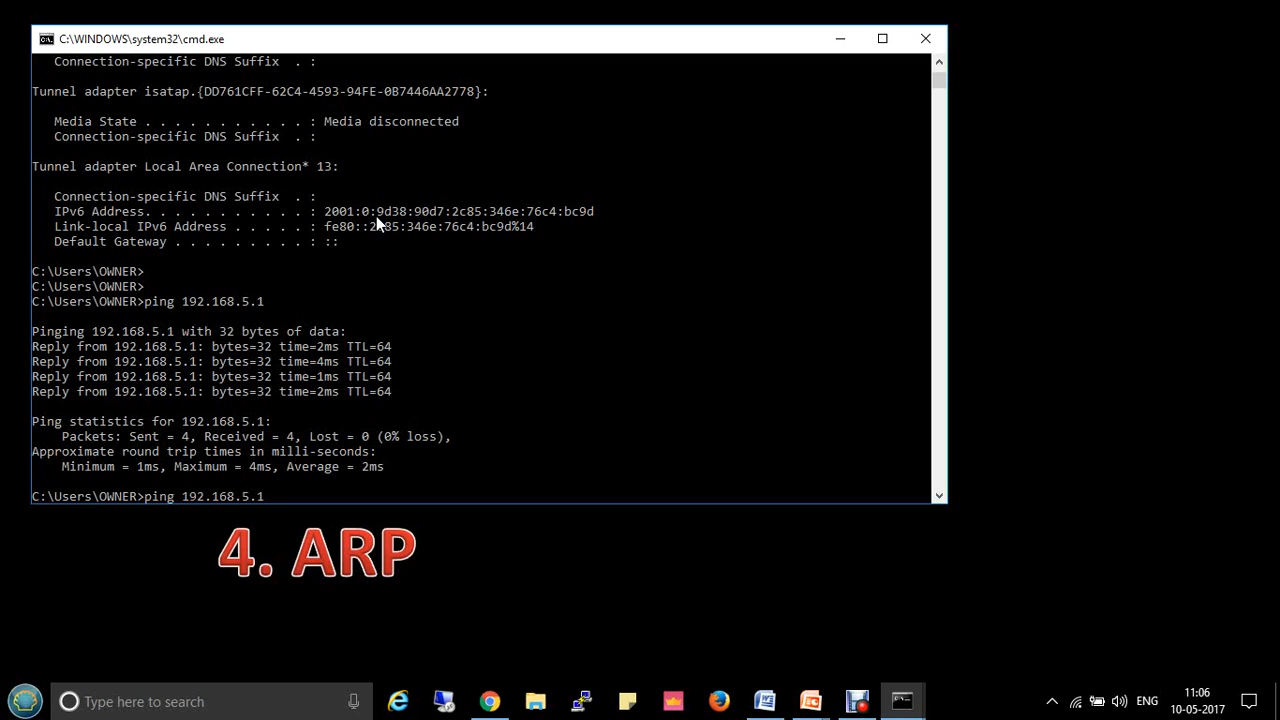 C:\WINDOWS\system32\cmd.exe
Connection-specific DNS Suffix  . :
Tunnel adapter isatap.{DD761CFF-62C4-4593-94FE-0B7446AA2778}:
Media State . . . . . . . . . . . : Media disconnected
Connection-specific DNS Suffix  . :
Tunnel adapter Local Area Connection* 13:
Connection-specific DNS Suffix  . :
IPv6 Address. . . . . . . . . . . : 2001:0:9d38:90d7:2c85:346e:76c4:bc9d
Link-local IPv6 Address . . . . . : fe80::2c85:346e:76c4:bc9d%14
Default Gateway . . . . . . . . . : ::
C:\Users\OWNER>
C:\Users\OWNER>
C:\Users\OWNER>ping 192.168.5.1
Pinging 192.168.5.1 with 32 bytes of data:
Reply from 192.168.5.1: bytes=32 time=2ms TTL=64
Reply from 192.168.5.1: bytes=32 time=4ms TTL=64
Reply from 192.168.5.1: bytes=32 time=1ms TTL=64
Reply from 192.168.5.1: bytes=32 time=2ms TTL=64
Ping statistics for 192.168.5.1:
Packets: Sent = 4, Received = 4, Lost = 0 (0% loss),
Approximate round trip times in milli-seconds:
Minimum = 1ms, Maximum = 4ms, Average = 2ms
C:\Users\OWNER>ping 192.168.5.1
4. ARP
Type here to search
ENG
11:06
10-05-2017